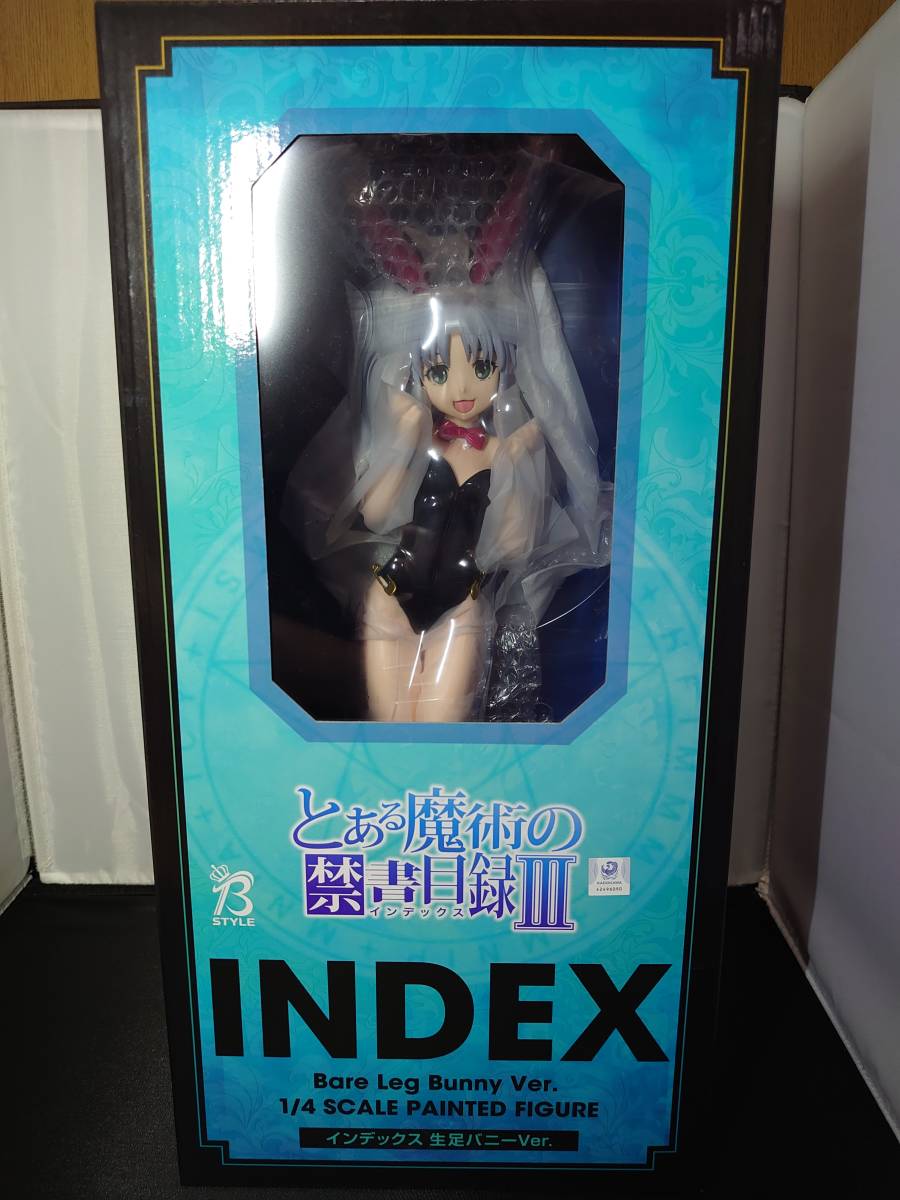 とある魔術の
禁書目録III
インデックス
B
STYLE
KADOKAWA
INDEX
Bare Leg Bunny Ver.
1/4 SCALE PAINTED FIGURE
インデックス 生足バニーVer.